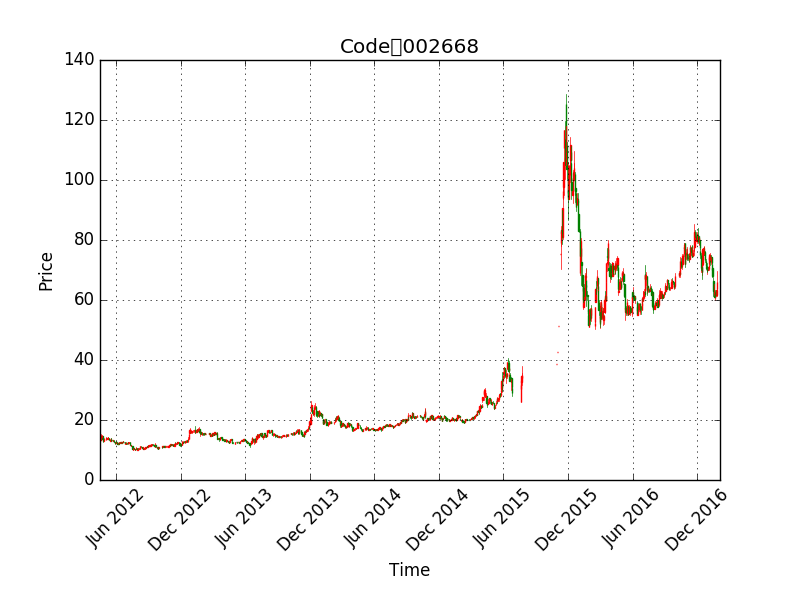 Code▯002668
140
120
100
80
60
40
20
0
Price
Jun 2012
Dec 2012
Jun 2013
Dec 2013
Jun 2014
Dec 2014
Jun 2015
Dec 2015
Jun 2016
Dec 2016
Time